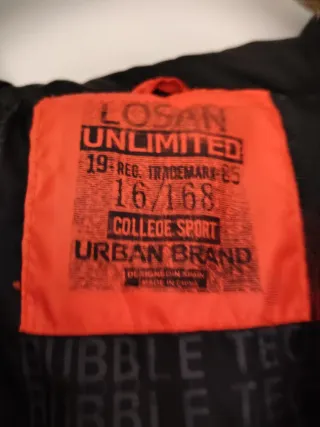 LOSAN
UNLIMITED
19-REG. TRADEMARK-85
16/168
COLLEGE SPORT
URBAN BRAND
DESIGNED IN SPAIN
MADE IN CHINA
BUBBLE TEC
BUBBLE TEC